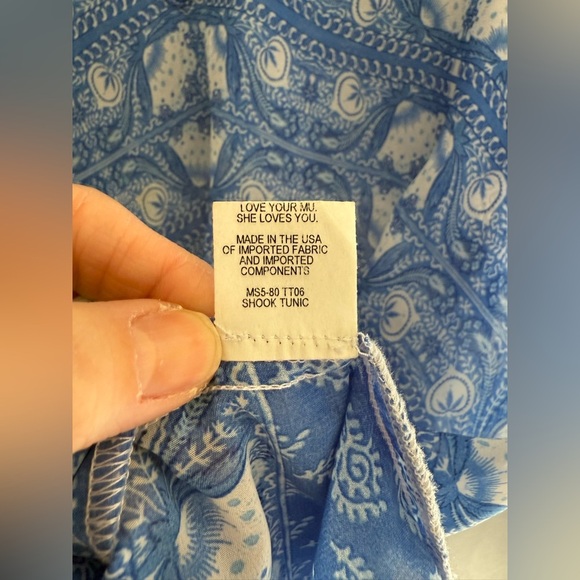 LOVE YOUR MU.
SHE LOVES YOU.
MADE IN THE USA
OF IMPORTED FABRIC
AND IMPORTED
COMPONENTS
MS5-80 TT06
SHOOK TUNIC